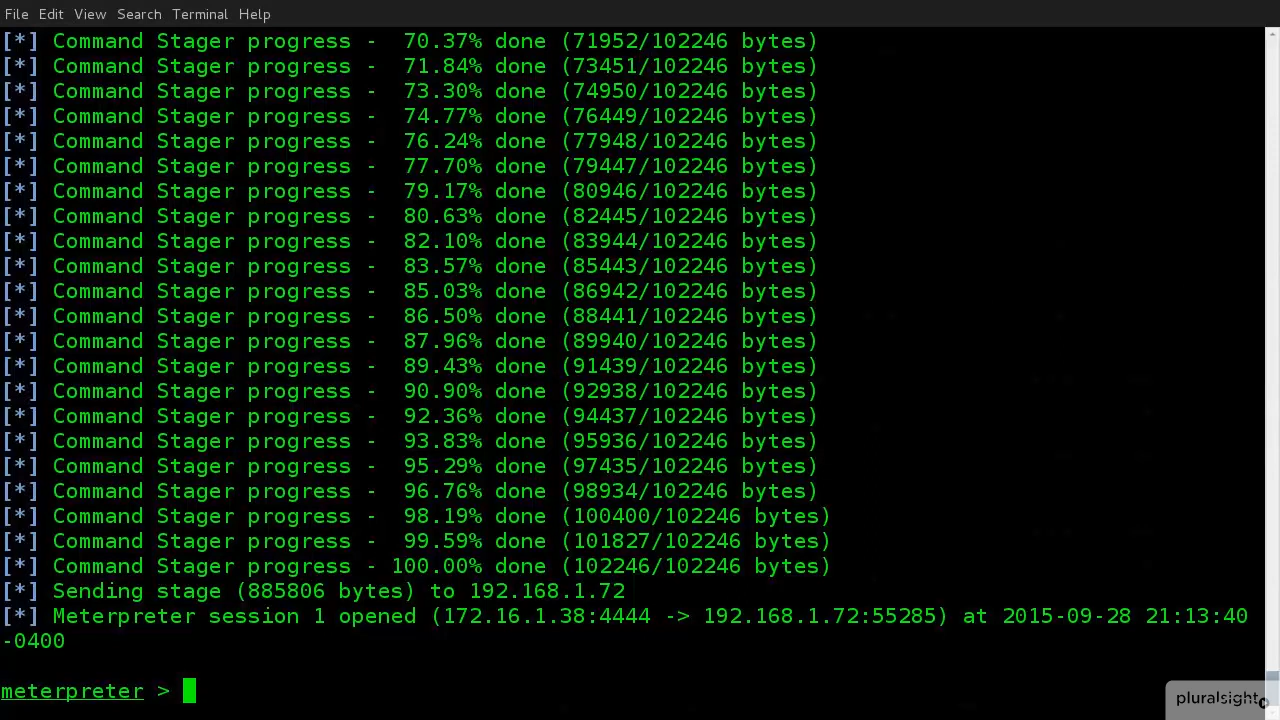 File Edit View Search Terminal Help
[*] Command Stager progress -  70.37% done (71952/102246 bytes)
[*] Command Stager progress -  71.84% done (73451/102246 bytes)
[*] Command Stager progress -  73.30% done (74950/102246 bytes)
[*] Command Stager progress -  74.77% done (76449/102246 bytes)
[*] Command Stager progress -  76.24% done (77948/102246 bytes)
[*] Command Stager progress -  77.70% done (79447/102246 bytes)
[*] Command Stager progress -  79.17% done (80946/102246 bytes)
[*] Command Stager progress -  80.63% done (82445/102246 bytes)
[*] Command Stager progress -  82.10% done (83944/102246 bytes)
[*] Command Stager progress -  83.57% done (85443/102246 bytes)
[*] Command Stager progress -  85.03% done (86942/102246 bytes)
[*] Command Stager progress -  86.50% done (88441/102246 bytes)
[*] Command Stager progress -  87.96% done (89940/102246 bytes)
[*] Command Stager progress -  89.43% done (91439/102246 bytes)
[*] Command Stager progress -  90.90% done (92938/102246 bytes)
[*] Command Stager progress -  92.36% done (94437/102246 bytes)
[*] Command Stager progress -  93.83% done (95936/102246 bytes)
[*] Command Stager progress -  95.29% done (97435/102246 bytes)
[*] Command Stager progress -  96.76% done (98934/102246 bytes)
[*] Command Stager progress -  98.19% done (100400/102246 bytes)
[*] Command Stager progress -  99.59% done (101827/102246 bytes)
[*] Command Stager progress - 100.00% done (102246/102246 bytes)
[*] Sending stage (885806 bytes) to 192.168.1.72
[*] Meterpreter session 1 opened (172.16.1.38:4444 -> 192.168.1.72:55285) at 2015-09-28 21:13:40
-0400
meterpreter >
pluralsight